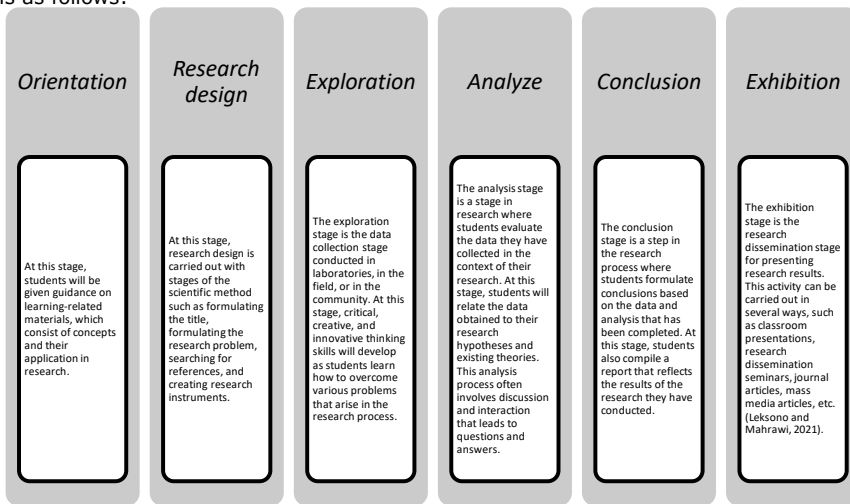 is as follows:
Orientation
At this stage,
students will be
given guidance on
learning-related
materials, which
consist of concepts
and their
application in
research.
Research
design
At this stage,
research design is
carried out with
stages of the
scientific method
such as formulating
the title,
formulating the
research problem,
searching for
references, and
creating research
instruments.
Exploration
The exploration
stage is the data
collection stage
conducted in
laboratories, in the
field, or in the
community. At this
stage, critical,
creative, and
innovative thinking
skills will develop
as students learn
how to overcome
various problems
that arise in the
research process.
Analyze
The analysis stage
is a stage in
research where
students evaluate
the data they have
collected in the
context of their
research. At this
stage, students will
relate the data
obtained to their
research
hypotheses and
existing theories.
This analysis
process often
involves discussion
and interaction
that leads to
questions and
answers.
Conclusion
The conclusion
stage is a step in
the research
process where
students formulate
conclusions based
on the data and
analysis that has
been completed. At
this stage, students
also compile a
report that reflects
the results of the
research they have
conducted.
Exhibition
The exhibition
stage is the
research
dissemination stage
for presenting
research results.
This activity can be
carried out in
several ways, such
as classroom
presentations,
research
dissemination
seminars, journal
articles, mass
media articles, etc.
(Leksono and
Mahrawi, 2021).